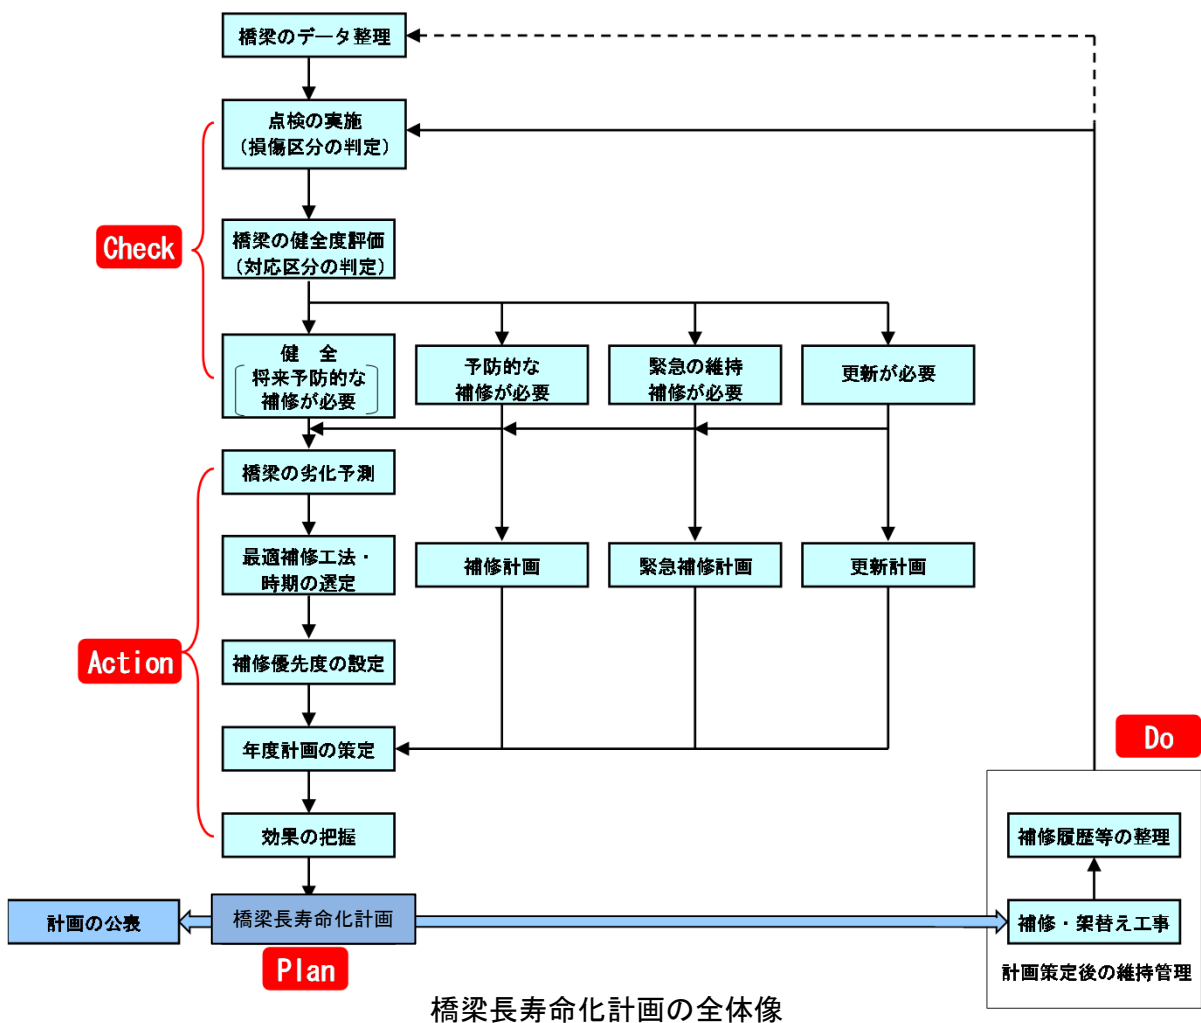 橋梁のデータ整理
点検の実施
(損傷区分の判定)
Check
橋梁の健全度評価
(対応区分の判定)
健　全
将来予防的な
補修が必要
予防的な
補修が必要
緊急の維持
補修が必要
更新が必要
橋梁の劣化予測
最適補修工法・
時期の選定
補修計画
緊急補修計画
更新計画
Action
補修優先度の設定
年度計画の策定
Do
効果の把握
補修履歴等の整理
計画の公表
橋梁長寿命化計画
補修・架替え工事
Plan
計画策定後の維持管理
橋梁長寿命化計画の全体像